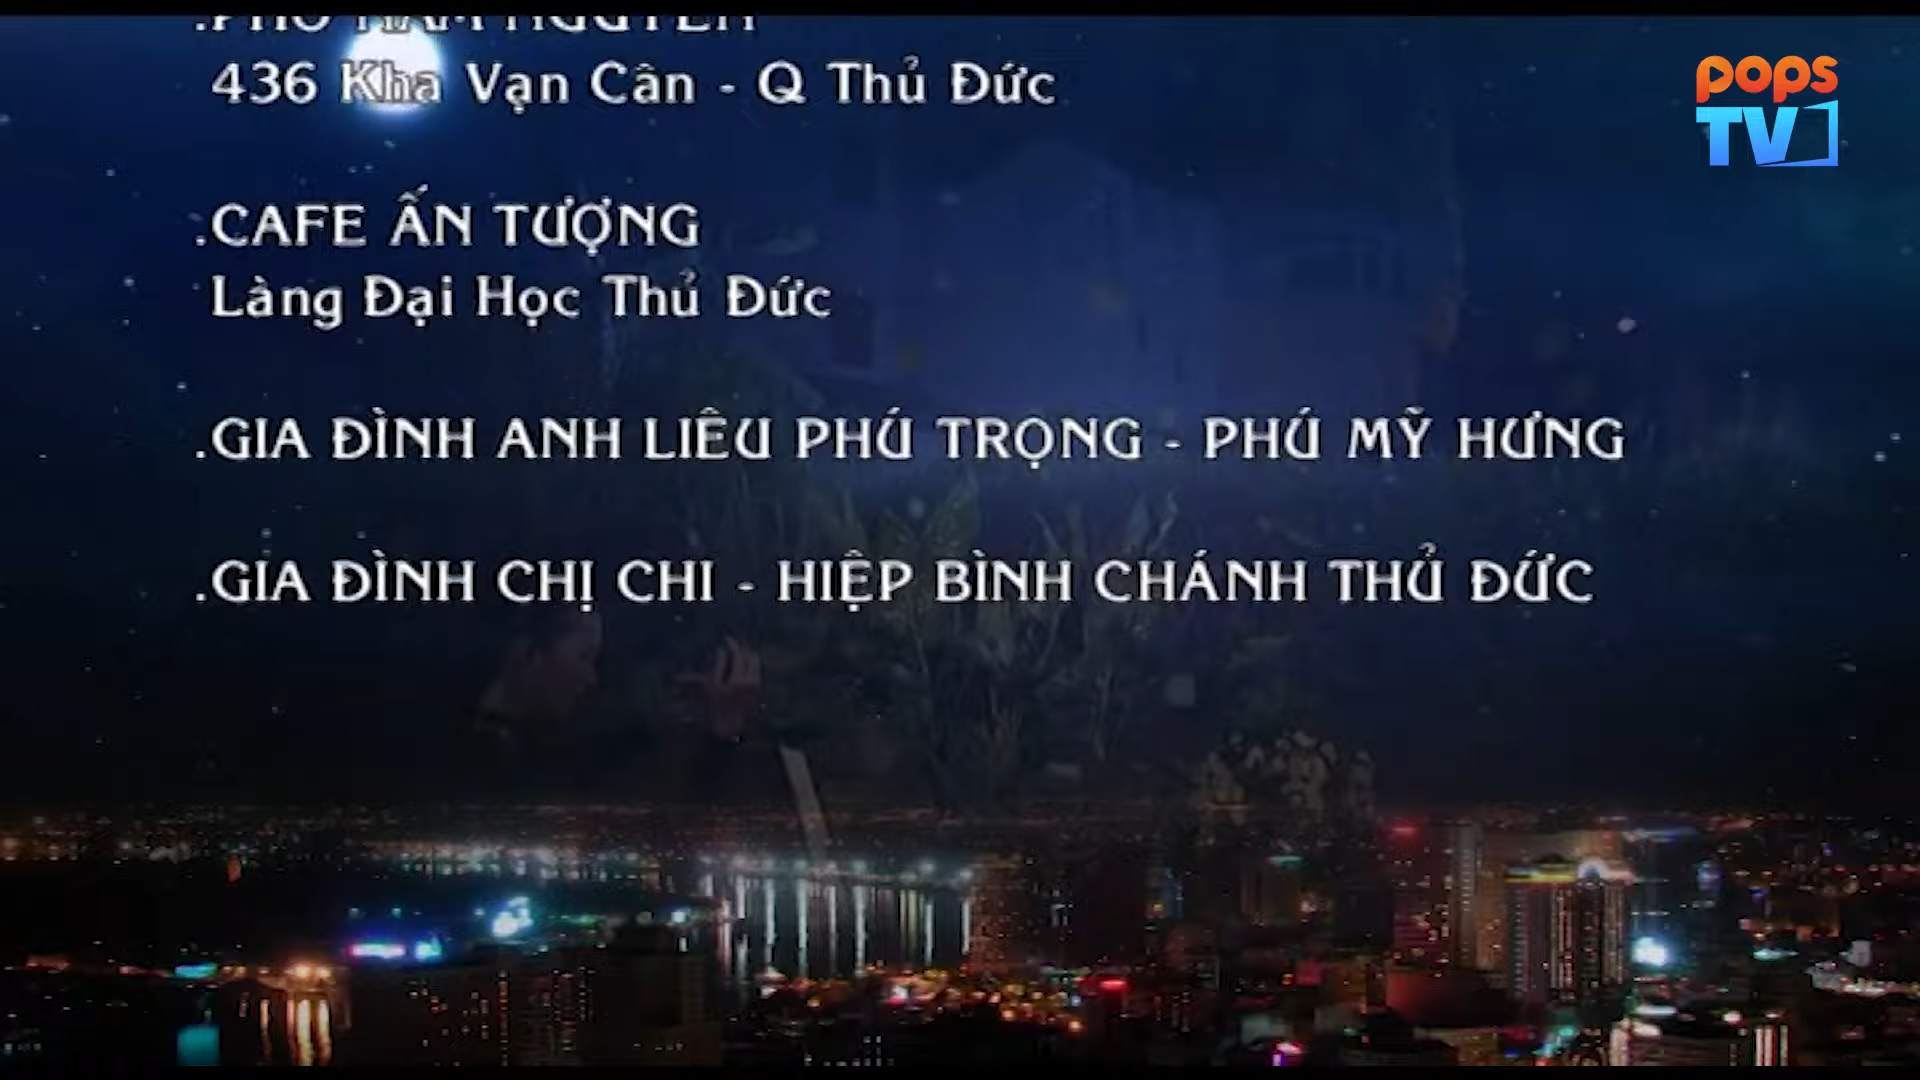 436 Kha Vạn Cân - Q Thủ Đức
.CAFE ẤN TƯỢNG
Làng Đại Học Thủ Đức
.GIA ĐÌNH ANH LIÊU PHÚ TRỌNG - PHÚ MỸ HƯNG
.GIA ĐÌNH CHỊ CHI - HIỆP BÌNH CHÁNH THỦ ĐỨC
POPS
TV